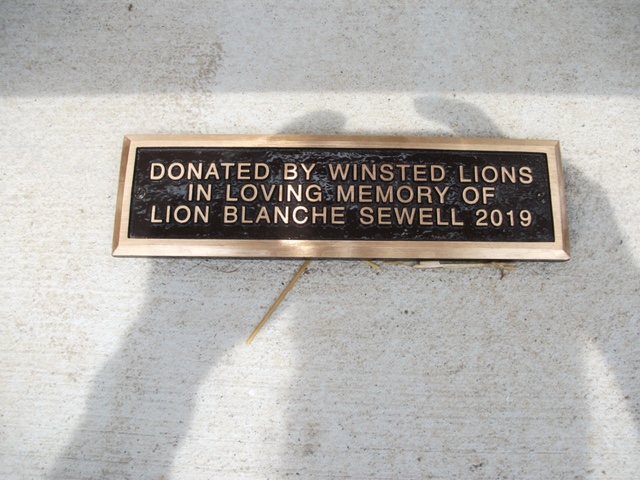 DONATED BY WINSTED LIONS
IN LOVING MEMORY OF
LION BLANCHE SEWELL 2019